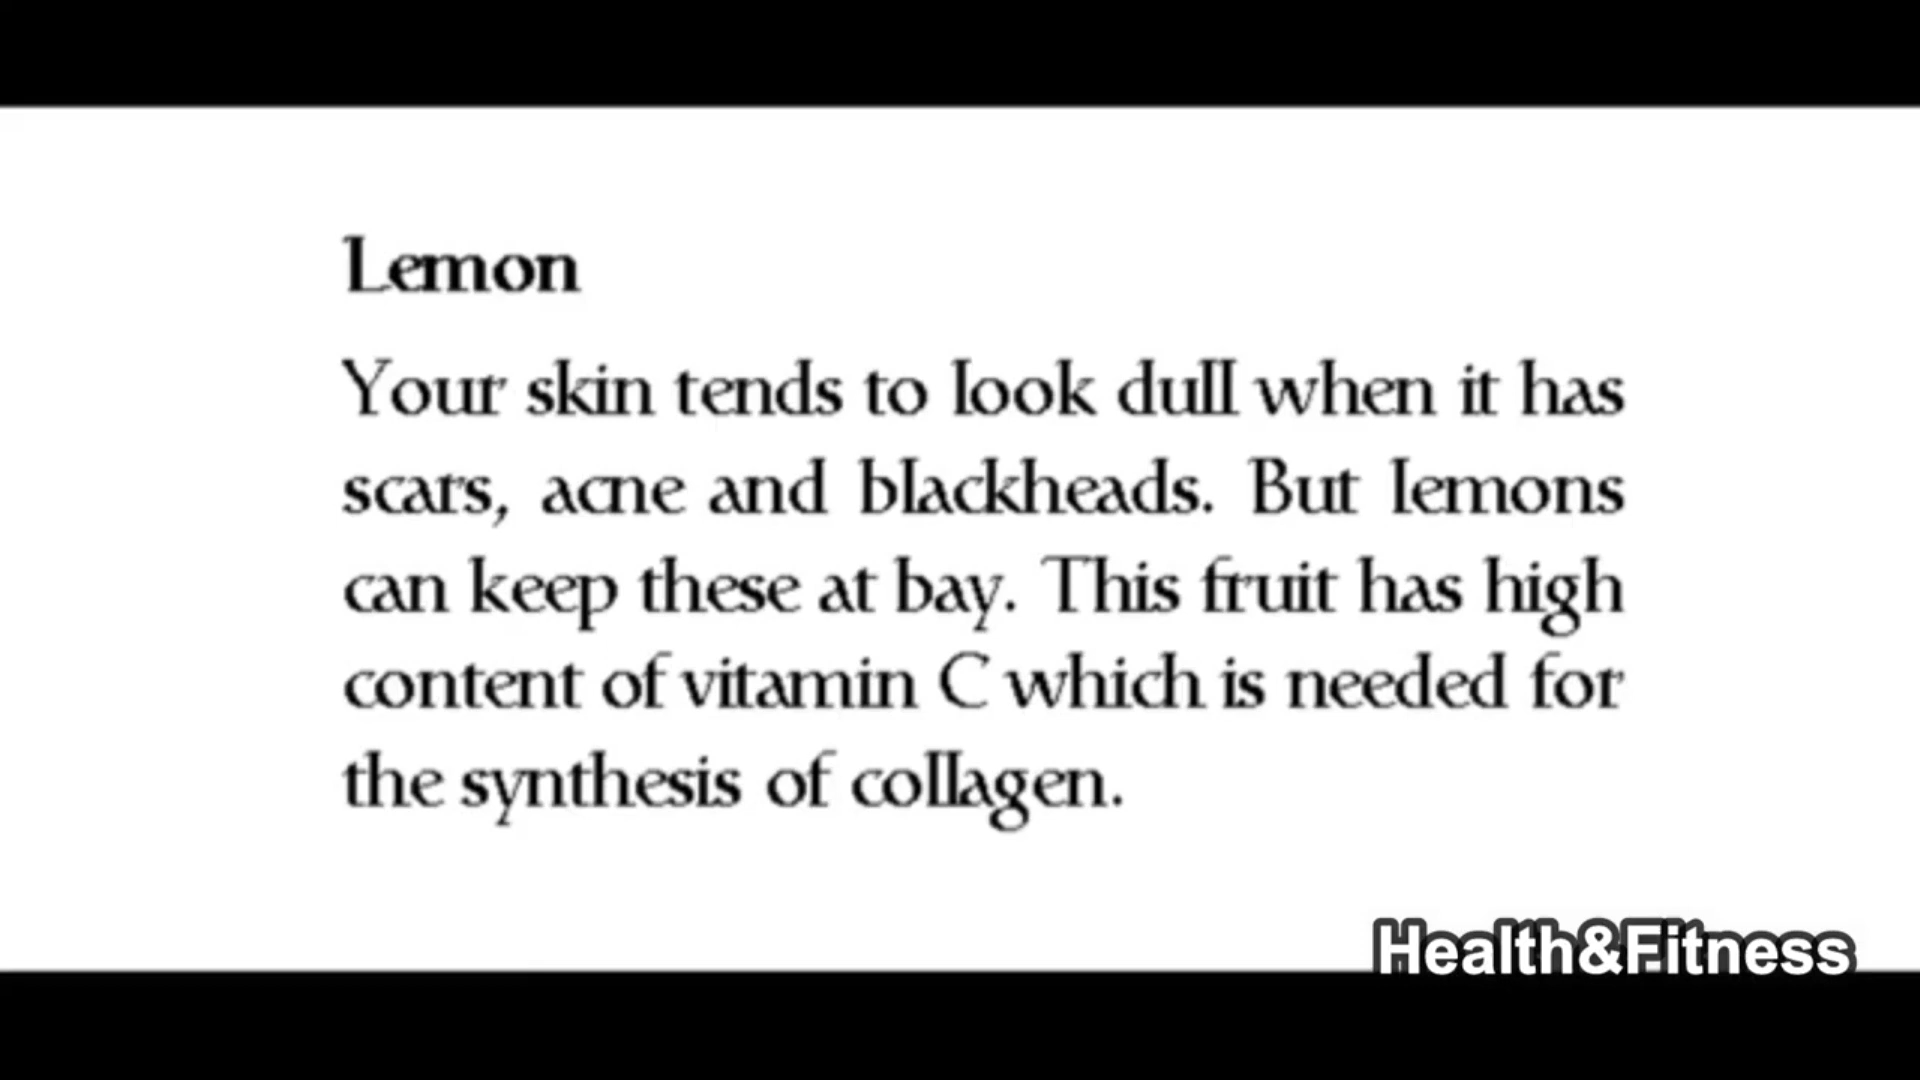 Lemon
Your skin tends to look dull when it has
scars, acne and blackheads. But lemons
can keep these at bay. This fruit has high
content of vitamin C which is needed for
the synthesis of collagen.
Health&Fitness